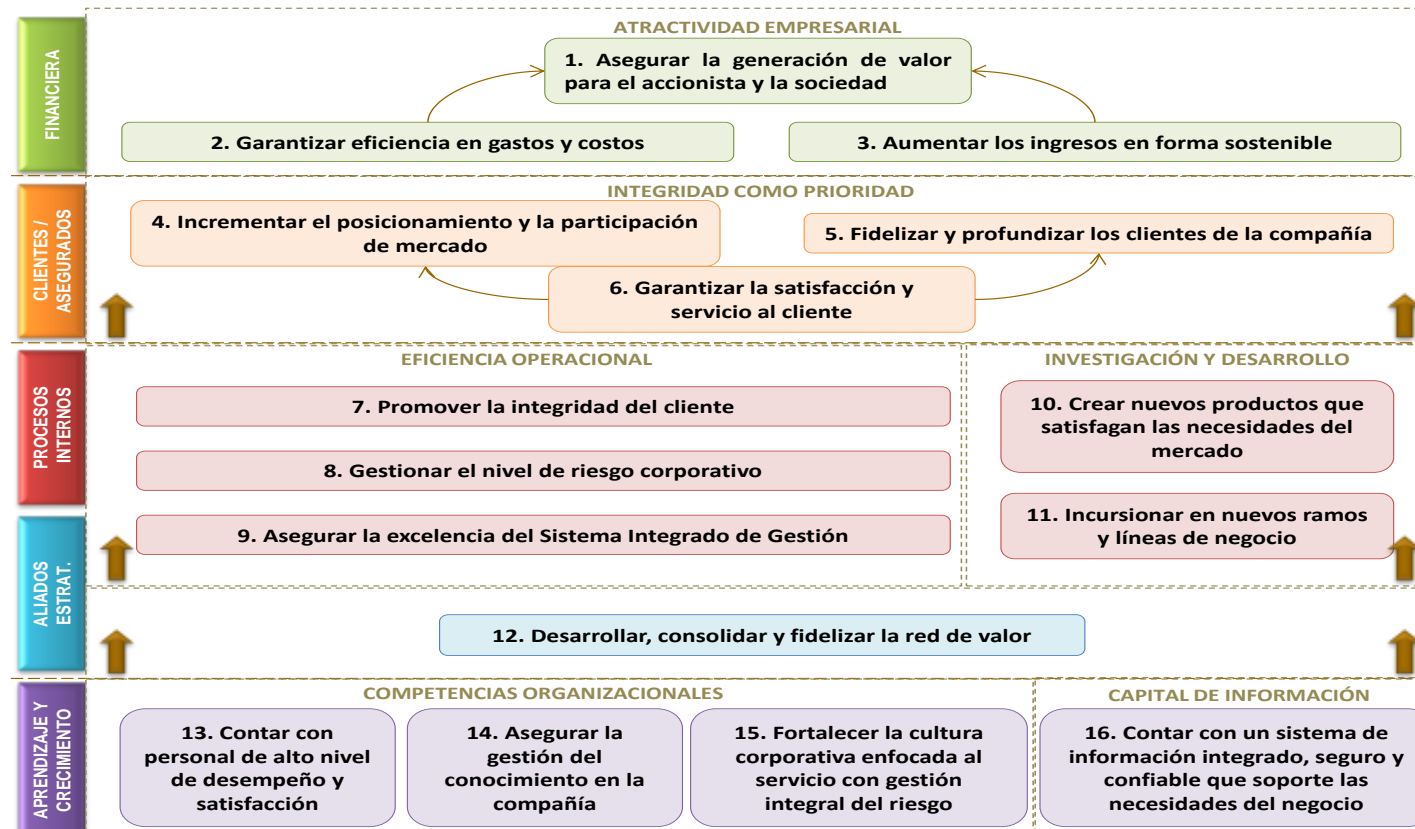 FINANCIERA
ATRACTIVIDAD EMPRESARIAL
1. Asegurar la generación de valor
para el accionista y la sociedad
2. Garantizar eficiencia en gastos y costos
3. Aumentar los ingresos en forma sostenible
CLIENTES /
ASEGURADOS
INTEGRIDAD COMO PRIORIDAD
4. Incrementar el posicionamiento y la participación
de mercado
5. Fidelizar y profundizar los clientes de la compañía
6. Garantizar la satisfacción y
servicio al cliente
PROCESOS
INTERNOS
EFICIENCIA OPERACIONAL
7. Promover la integridad del cliente
8. Gestionar el nivel de riesgo corporativo
9. Asegurar la excelencia del Sistema Integrado de Gestión
INVESTIGACIÓN Y DESARROLLO
10. Crear nuevos productos que
satisfagan las necesidades del
mercado
11. Incursionar en nuevos ramos
y líneas de negocio
ALIADOS
ESTRAT.
12. Desarrollar, consolidar y fidelizar la red de valor
APRENDIZAJE Y
CRECIMIENTO
COMPETENCIAS ORGANIZACIONALES
13. Contar con
personal de alto nivel
de desempeño y
satisfacción
14. Asegurar la
gestión del
conocimiento en la
compañía
15. Fortalecer la cultura
corporativa enfocada al
servicio con gestión
integral del riesgo
CAPITAL DE INFORMACIÓN
16. Contar con un sistema de
información integrado, seguro y
confiable que soporte las
necesidades del negocio